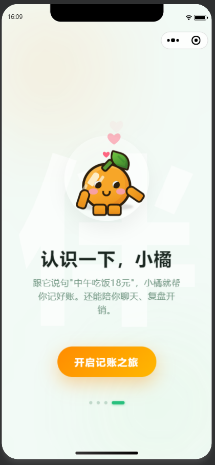 16:09
认识一下，小橘
跟它说句"中午吃饭18元"、小橘就帮
你记好账。还能陪你聊天、复盘开
销。
开启记账之旅